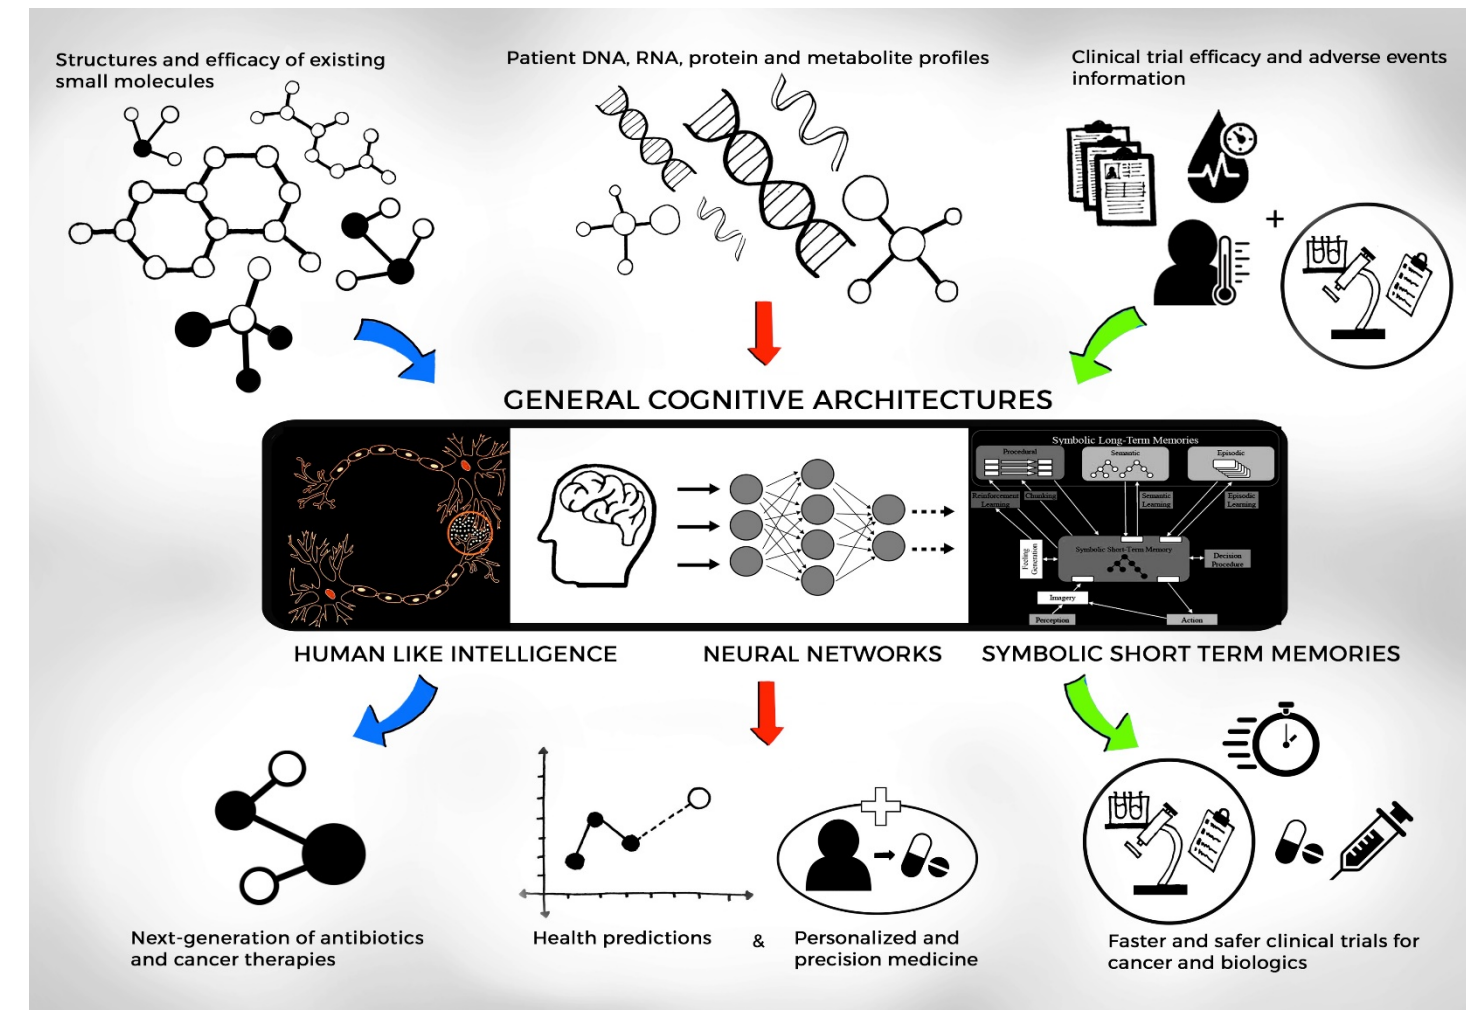 Structures and efficacy of existing
small molecules
Patient DNA, RNA, protein and metabolite profiles
Clinical trial efficacy and adverse events
information
+
GENERAL COGNITIVE ARCHITECTURES
Symbolic Long-Term Memories
Procedural
Semantic
Episodic
Reinforcement
Learning
Chunking
Semantic
Learning
Episodic
Learning
Symbolic Short-Term Memory
Feeling
Generation
Decision
Procedure
Imagery
Perception
Action
HUMAN LIKE INTELLIGENCE
NEURAL NETWORKS
SYMBOLIC SHORT TERM MEMORIES
Next-generation of antibiotics
and cancer therapies
Health predictions
&
Personalized and
precision medicine
Faster and safer clinical trials for
cancer and biologics